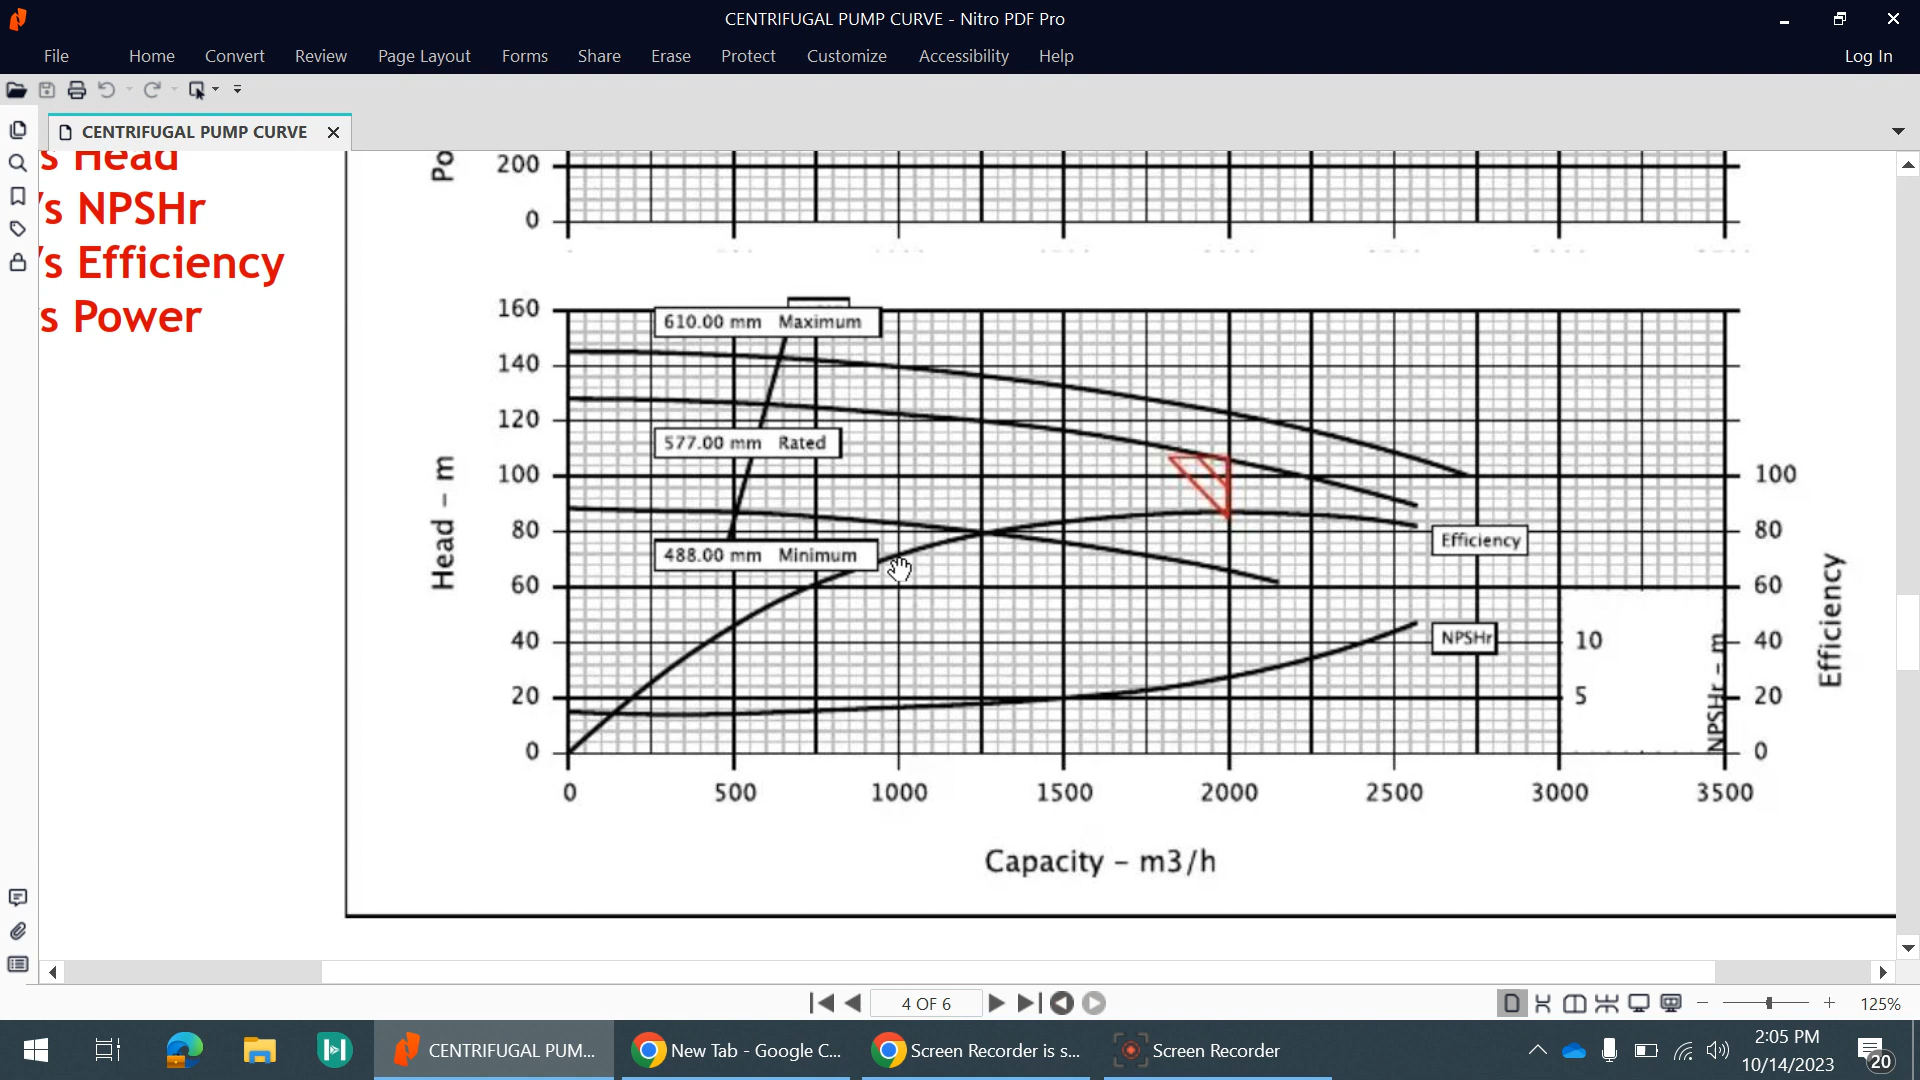 CENTRIFUGAL PUMP CURVE - Nitro PDF Pro
File Home Convert Review Page Layout Forms Share Erase Protect Customize Accessibility Help Log In
CENTRIFUGAL PUMP CURVE
s Head
/s NPSHr
/s Efficiency
s Power
Po
200
0
160
140
120
100
80
60
40
20
0
Head - m
610.00 mm Maximum
577.00 mm Rated
488.00 mm Minimum
Efficiency
NPSHr
10
5
NPSHr - m
100
80
60
40
20
0
Efficiency
0 500 1000 1500 2000 2500 3000 3500
Capacity - m3/h
4 OF 6
125%
CENTRIFUGAL PUM...
New Tab - Google C...
Screen Recorder is s...
Screen Recorder
2:05 PM
10/14/2023
20